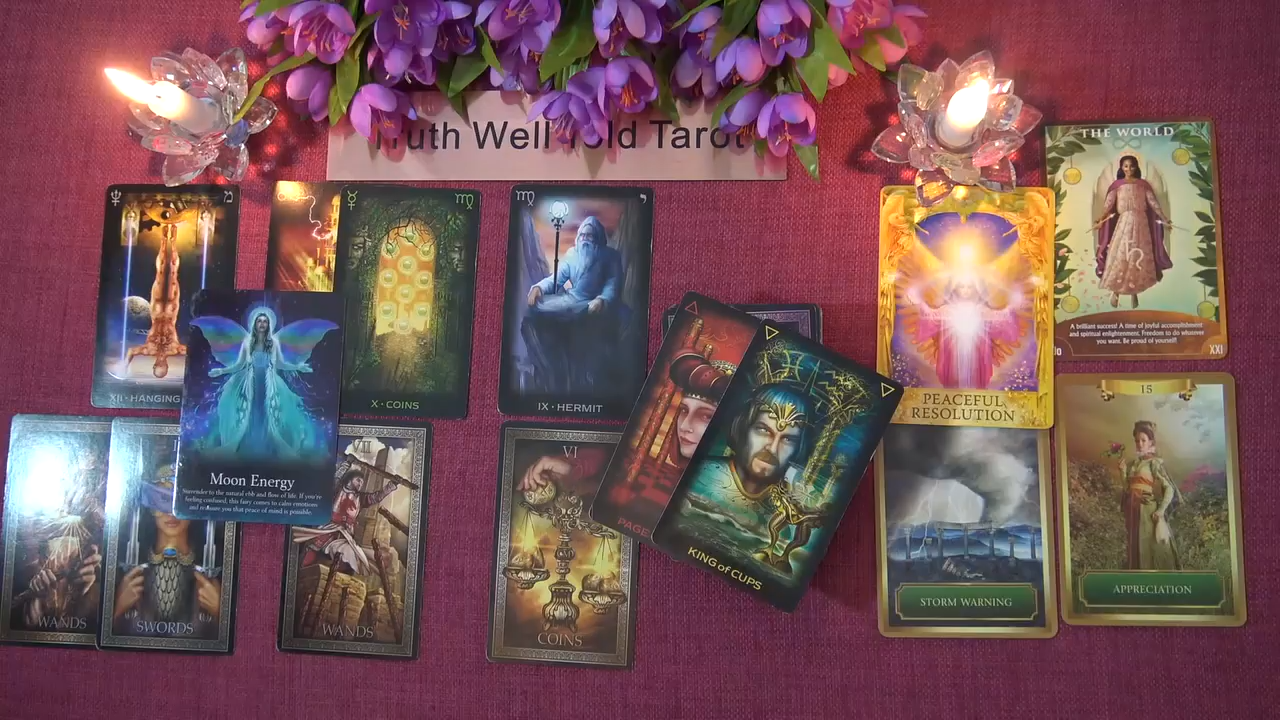 Truth Well Told Tarot
XII · HANGING
X · COINS
IX · HERMIT
PEACEFUL
RESOLUTION
THE WORLD
A brilliant success! A time of joyful accomplishment
and spiritual enlightenment. Freedom to do whatever
you want. Be proud of yourself!
XXI
Moon Energy
Surrender to the natural ebb and flow of life. If you're
feeling confused, this fairy comes to calm emotions
and reassure you that peace of mind is possible.
WANDS
SWORDS
VII
WANDS
VI
COINS
PAGE
KING of CUPS
STORM WARNING
15
APPRECIATION